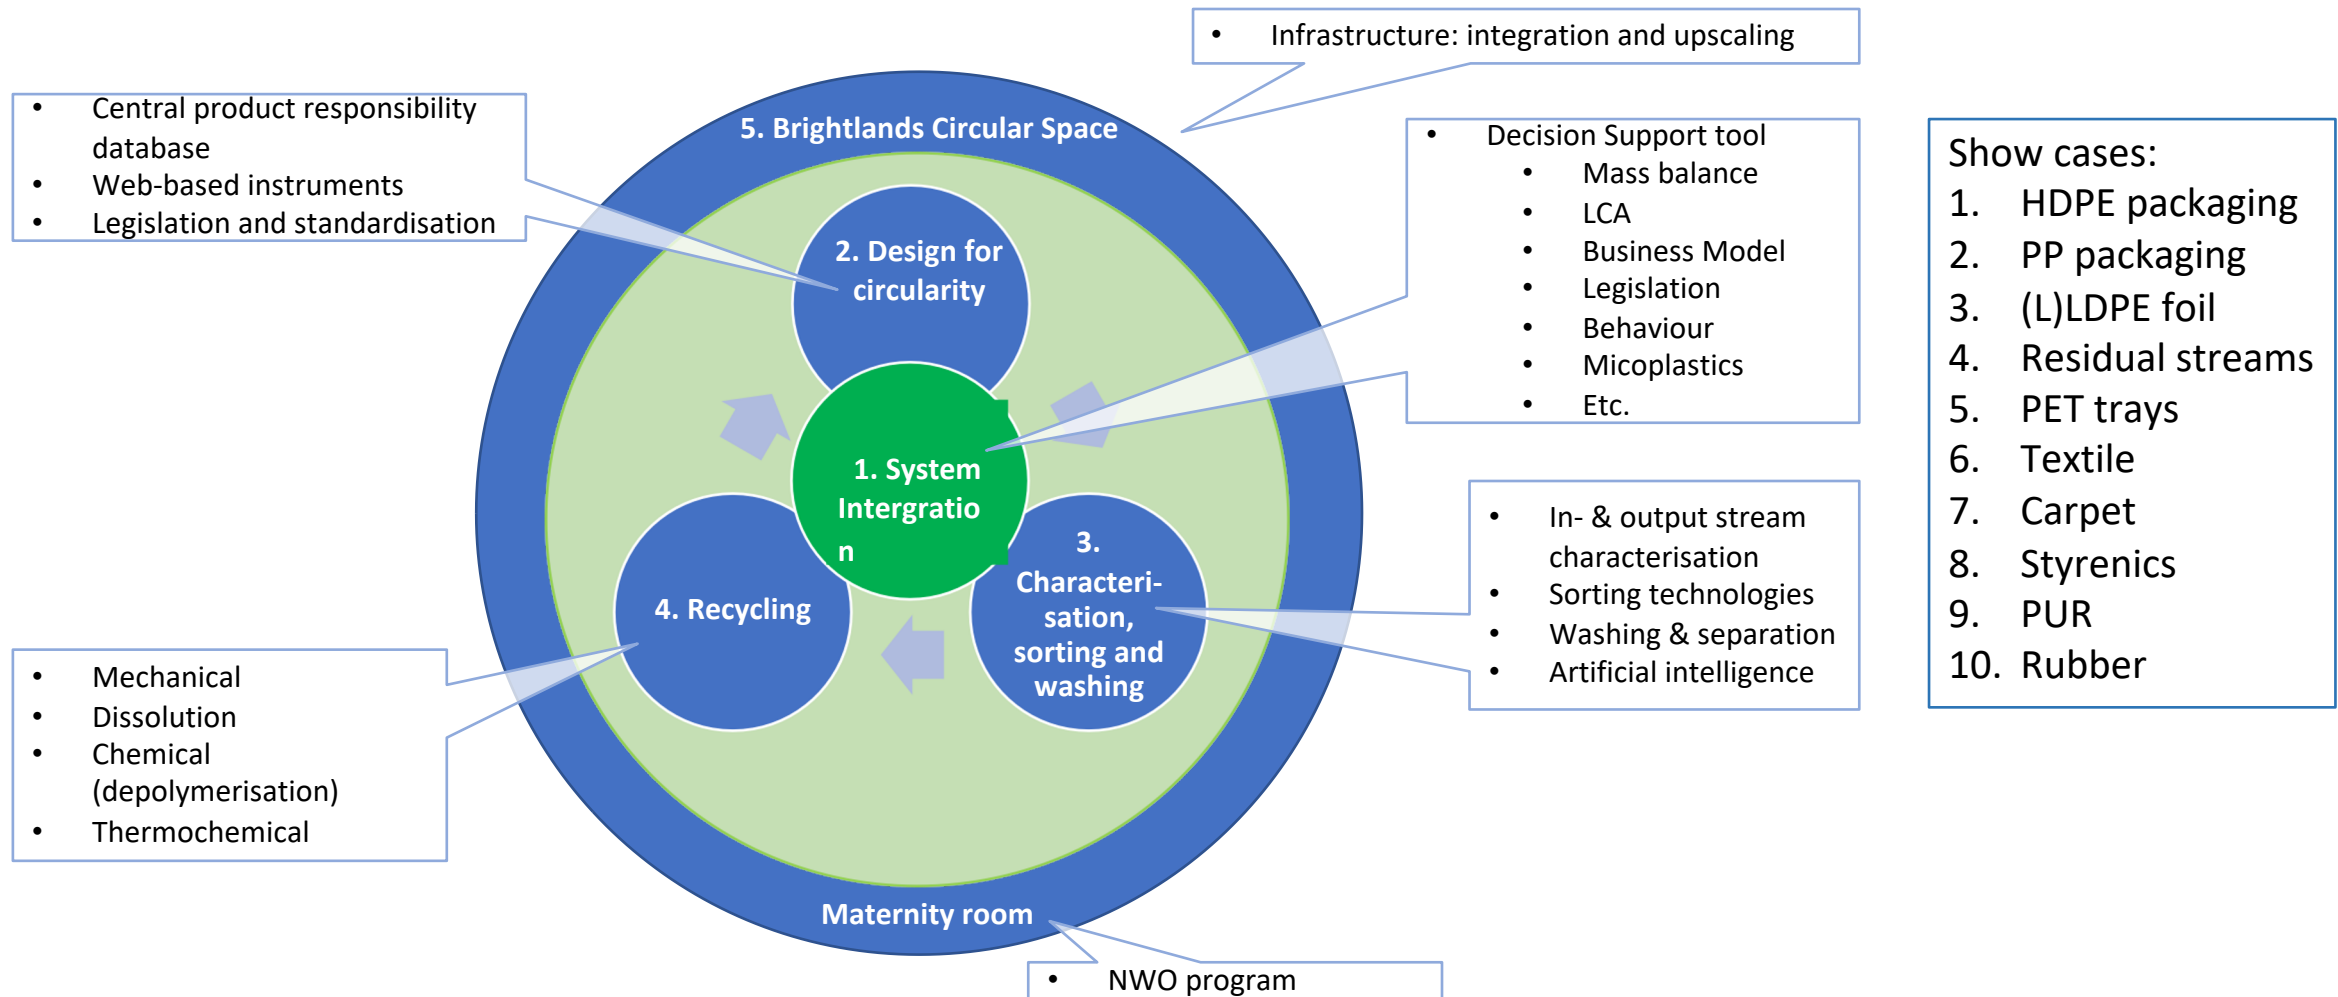 • Infrastructure: integration and upscaling
• Central product responsibility
database
• Web-based instruments
• Legislation and standardisation
5. Brightlands Circular Space
• Decision Support tool
• Mass balance
• LCA
• Business Model
• Legislation
• Behaviour
• Micoplastics
• Etc.
Show cases:
1. HDPE packaging
2. PP packaging
3. (L)LDPE foil
4. Residual streams
5. PET trays
6. Textile
7. Carpet
8. Styrenics
9. PUR
10. Rubber
2. Design for
circularity
1. System
Intergratio
n
3.
Characteri-
sation,
sorting and
washing
4. Recycling
• In- & output stream
characterisation
• Sorting technologies
• Washing & separation
• Artificial intelligence
• Mechanical
• Dissolution
• Chemical
(depolymerisation)
• Thermochemical
Maternity room
• NWO program